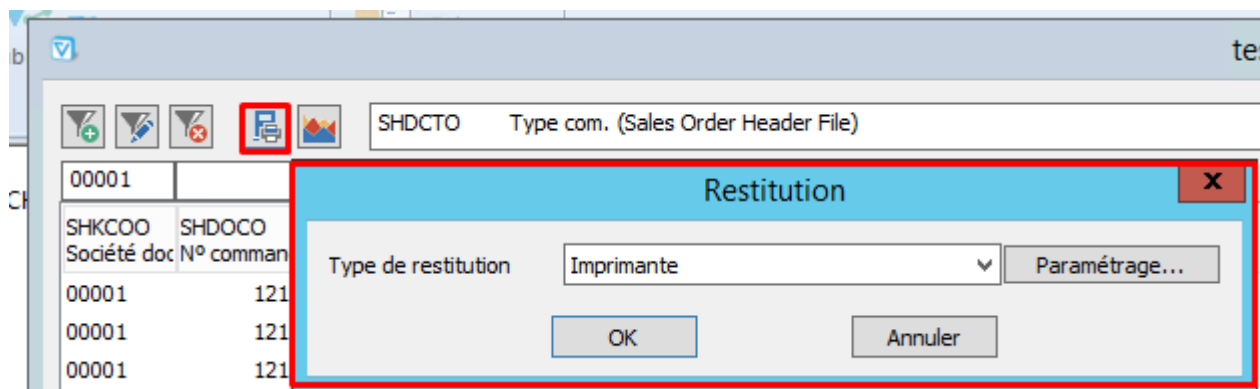 SHDCTO Type com. (Sales Order Header File)
00001
Restitution
X
SHKCOO SHDOCO
Société doc Nº comman
Type de restitution Imprimante Paramétrage...
00001 121
00001 121
OK Annuler
00001 121